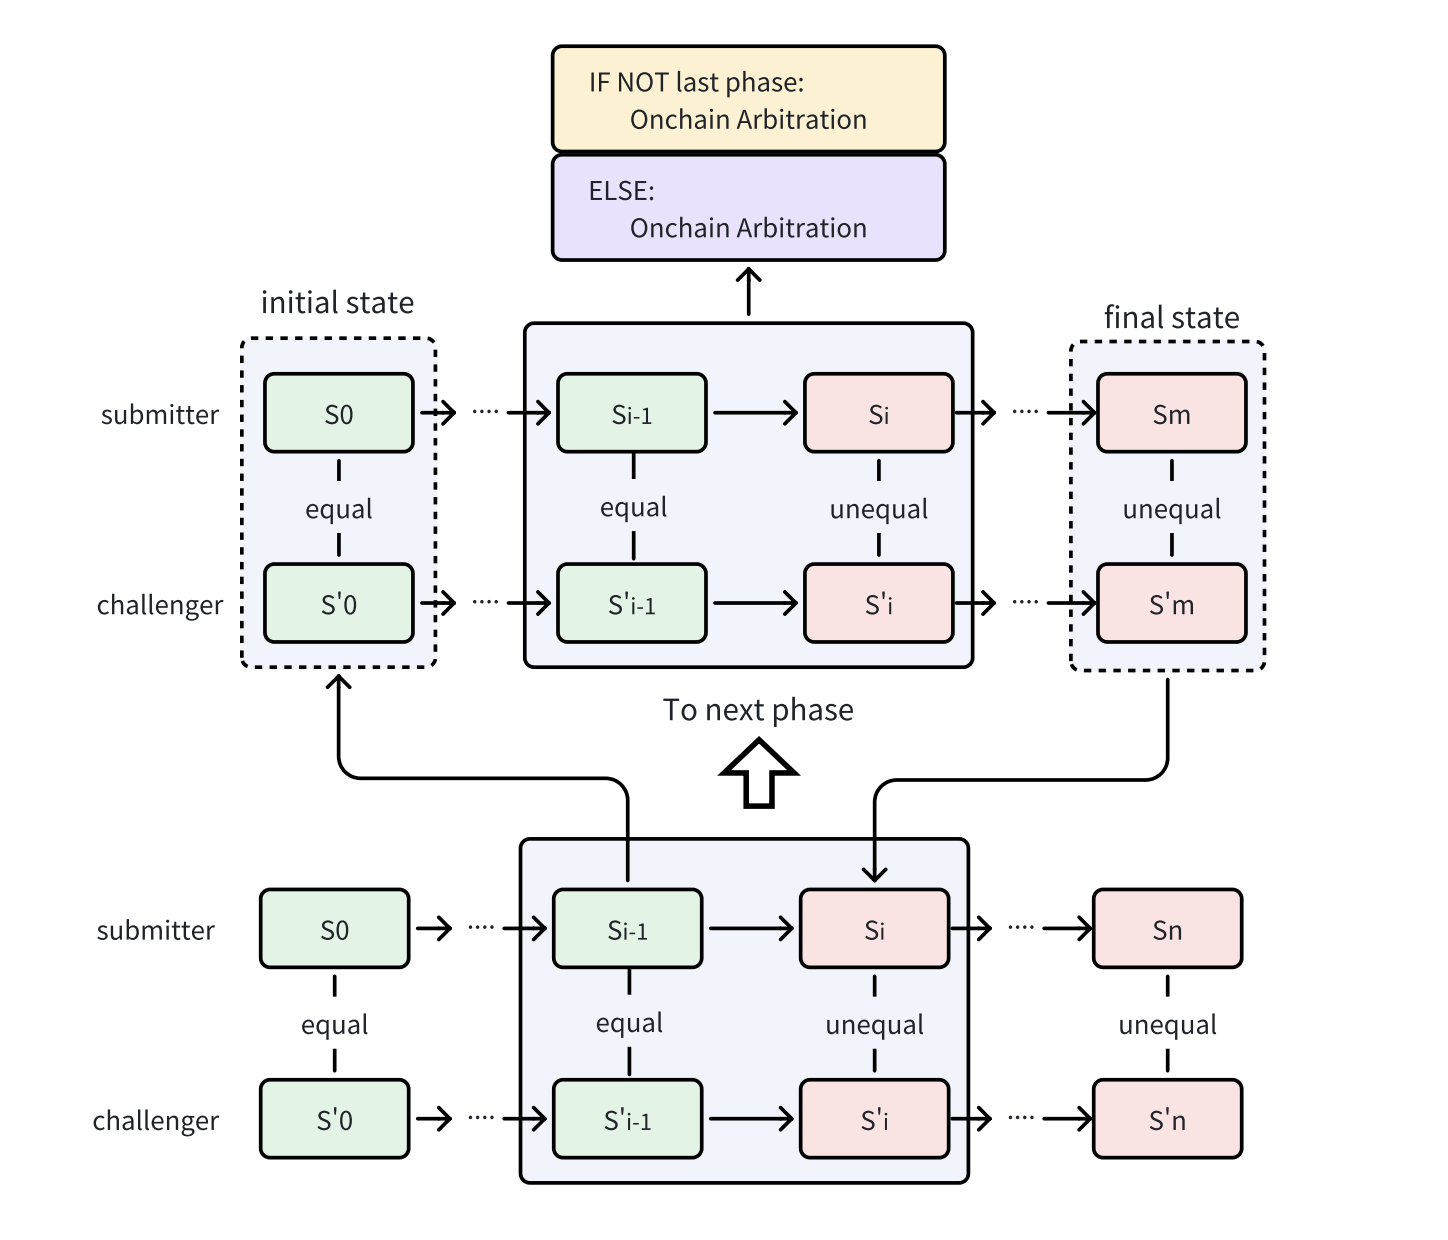 IF NOT last phase:
Onchain Arbitration
ELSE:
Onchain Arbitration
initial state
final state
submitter
S0
....
Si-1
Si
....
Sm
equal
equal
unequal
unequal
challenger
S'0
....
S'i-1
S'i
....
S'm
To next phase
submitter
S0
....
Si-1
Si
....
Sn
equal
equal
unequal
unequal
challenger
S'0
....
S'i-1
S'i
....
S'n